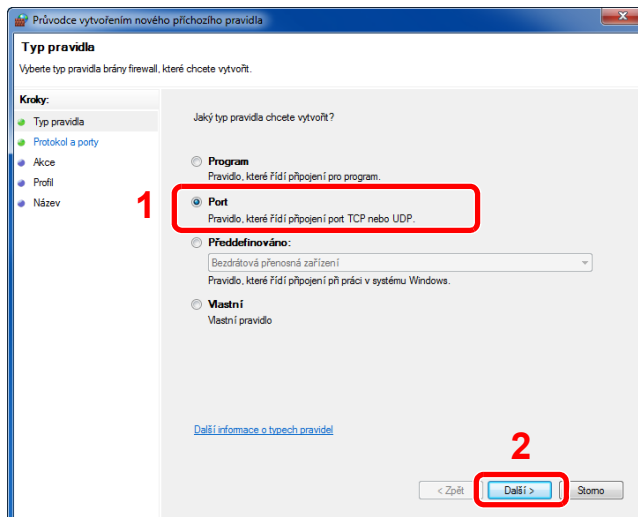 Průvodce vytvořením nového příchozího pravidla
Typ pravidla
Vyberte typ pravidla brány firewall, které chcete vytvořit.
Kroky:
Typ pravidla
Protokol a porty
Akce
Profil
Název
Jaký typ pravidla chcete vytvořit?
Program
Pravidlo, které řídí připojení pro program.
1
Port
Pravidlo, které řídí připojení port TCP nebo UDP.
Předdefinováno:
Bezdrátová přenosná zařízení
Pravidlo, které řídí připojení při práci v systému Windows.
Vlastní
Vlastní pravidlo
Další informace o typech pravidel
2
< Zpět
Další >
Storno